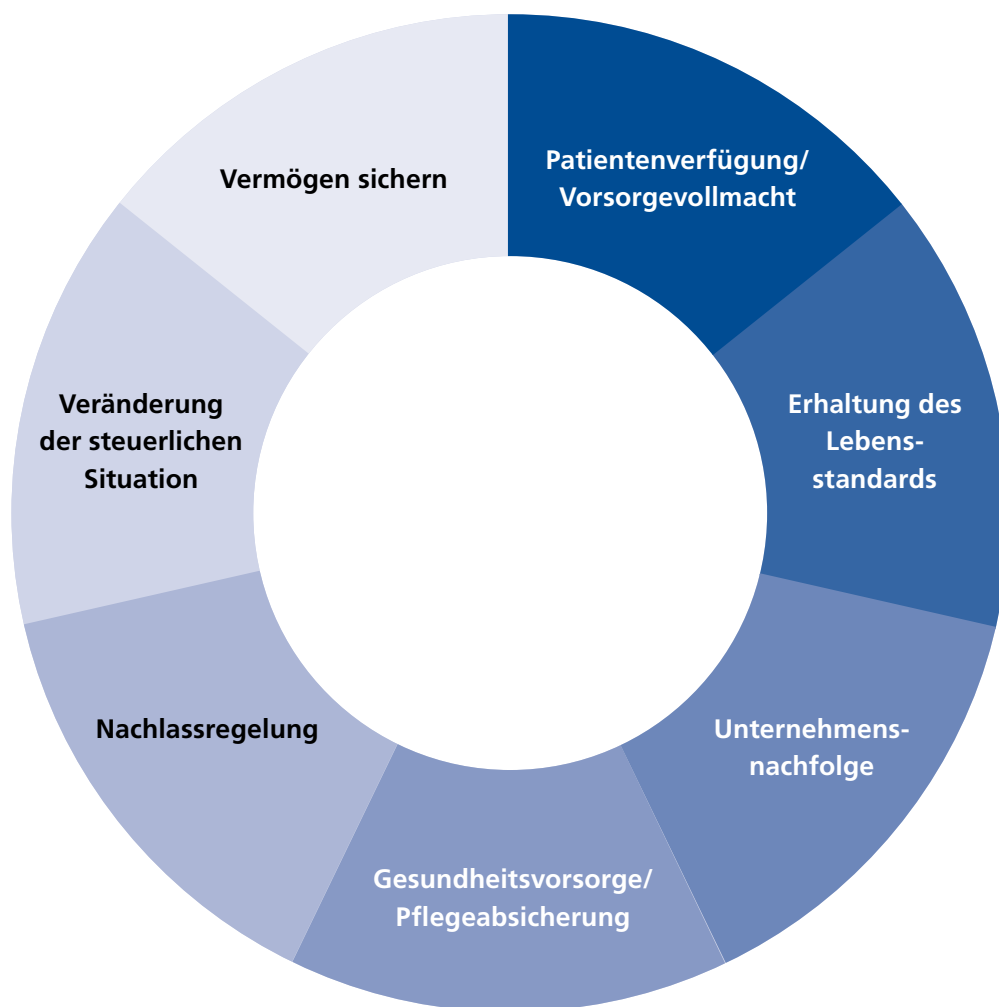 Patientenverfügung/
Vorsorgevollmacht
Erhaltung des
Lebens-
standards
Unternehmens-
nachfolge
Gesundheitsvorsorge/
Pflegeabsicherung
Nachlassregelung
Veränderung
der steuerlichen
Situation
Vermögen sichern